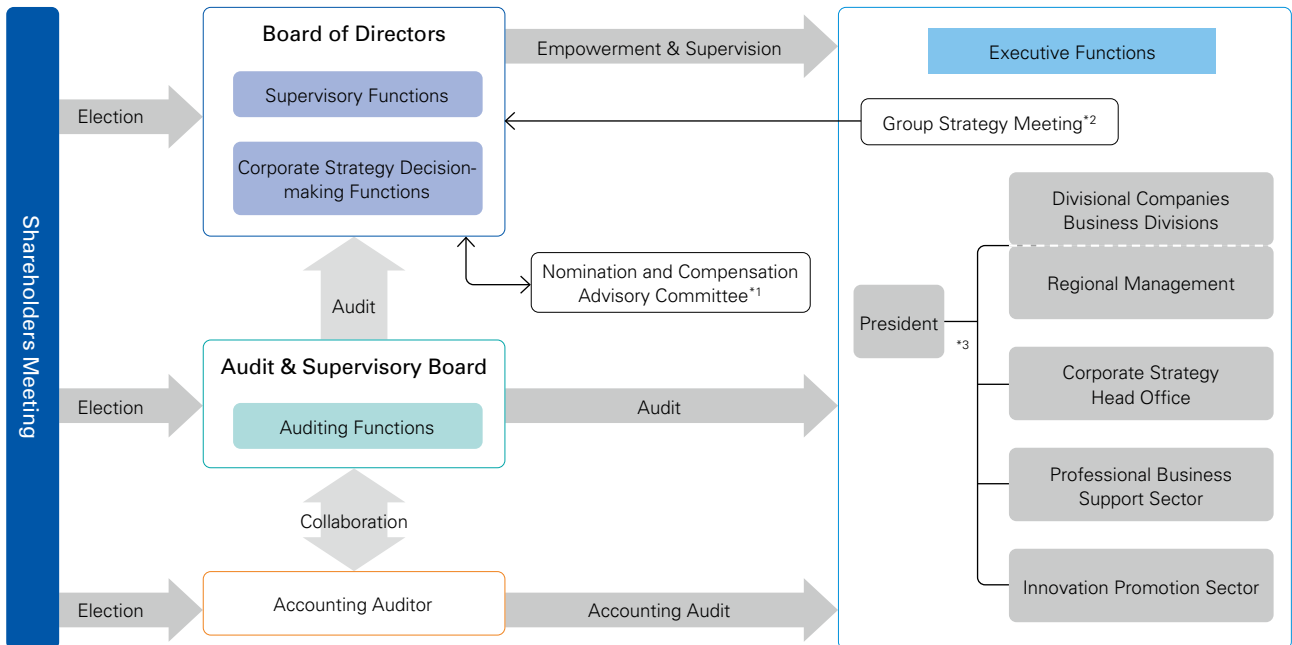 Shareholders Meeting
Election
Board of Directors
Supervisory Functions
Corporate Strategy Decision-
making Functions
Empowerment & Supervision
Executive Functions
Group Strategy Meeting*2
Nomination and Compensation
Advisory Committee*1
Audit
Election
Audit & Supervisory Board
Auditing Functions
Audit
Collaboration
Election
Accounting Auditor
Accounting Audit
President
*3
Divisional Companies
Business Divisions
Regional Management
Corporate Strategy
Head Office
Professional Business
Support Sector
Innovation Promotion Sector